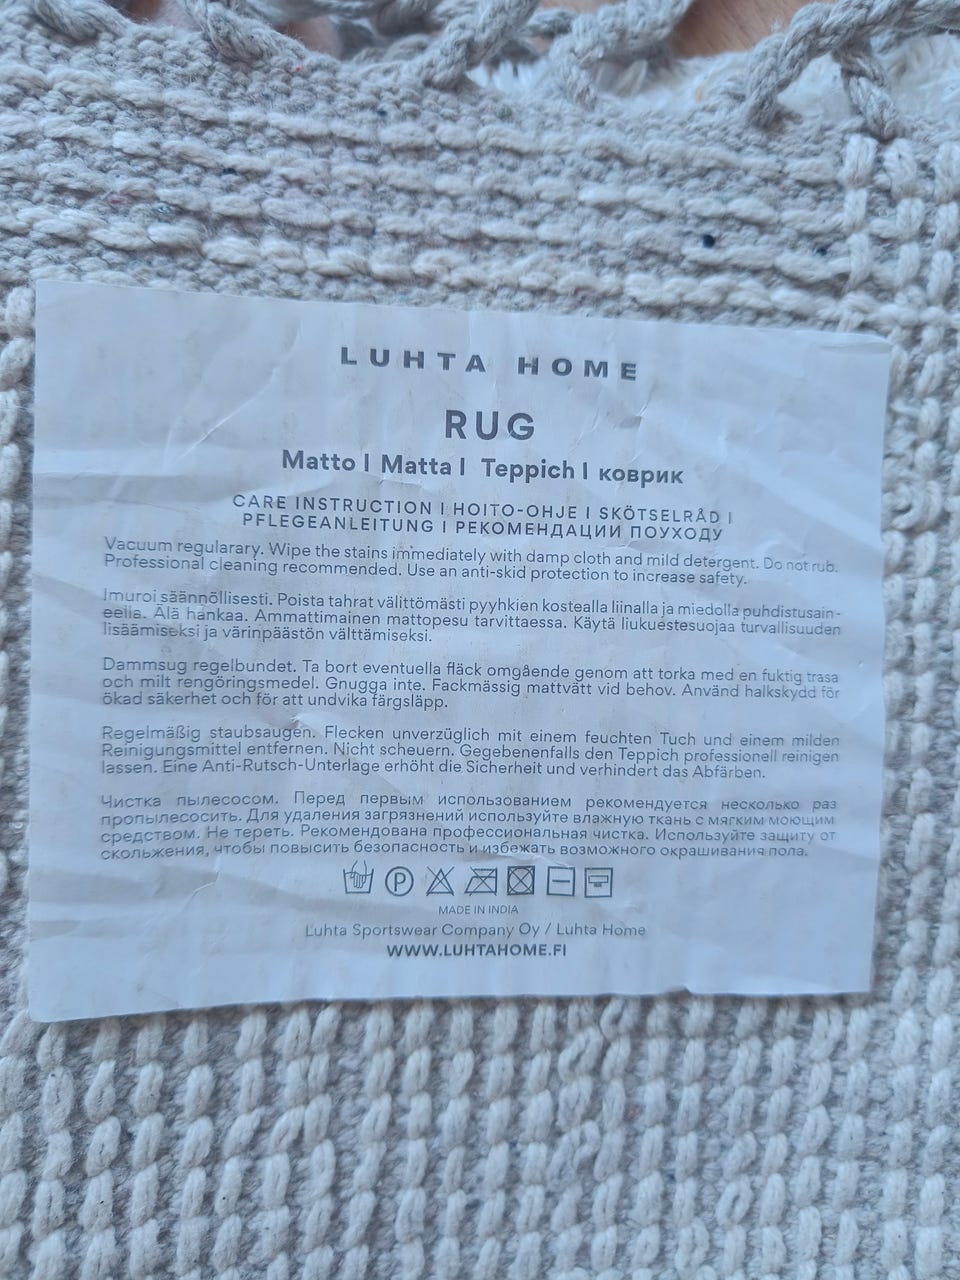 LUHTA HOME
RUG
Matto | Matta | Teppich | коврик
CARE INSTRUCTION | HOITO-OHJE | SKÖTSELRÅD |
PFLEGEANLEITUNG | РЕКОМЕНДАЦИИ ПОУХОДУ
Vacuum regularary. Wipe the stains immediately with damp cloth and mild detergent. Do not rub.
Professional cleaning recommended. Use an anti-skid protection to increase safety.
Imuroi säännöllisesti. Poista tahrat välittömästi pyyhkien kostealla liinalla ja miedolla puhdistusain-
eella. Älä hankaa. Ammattimainen mattopesu tarvittaessa. Käytä liukuestesuojaa turvallisuuden
lisäämiseksi ja värinpäästön välttämiseksi.
Dammsug regelbundet. Ta bort eventuella fläck omgående genom att torka med en fuktig trasa
och milt rengöringsmedel. Gnugga inte. Fackmässig mattvätt vid behov. Använd halkskydd för
ökad säkerhet och för att undvika färgsläpp.
Regelmäßig staubsaugen. Flecken unverzüglich mit einem feuchten Tuch und einem milden
Reinigungsmittel entfernen. Nicht scheuern. Gegebenenfalls den Teppich professionell reinigen
lassen. Eine Anti-Rutsch-Unterlage erhöht die Sicherheit und verhindert das Abfärben.
Чистка пылесосом. Перед первым использованием рекомендуется несколько раз
пропылесосить. Для удаления загрязнений используйте влажную ткань с мягким моющим
средством. Не тереть. Рекомендована профессиональная чистка. Используйте защиту от
скольжения, чтобы повысить безопасность и избежать возможного окрашивания пола.
P
MADE IN INDIA
Luhta Sportswear Company Oy / Luhta Home
WWW.LUHTAHOME.FI